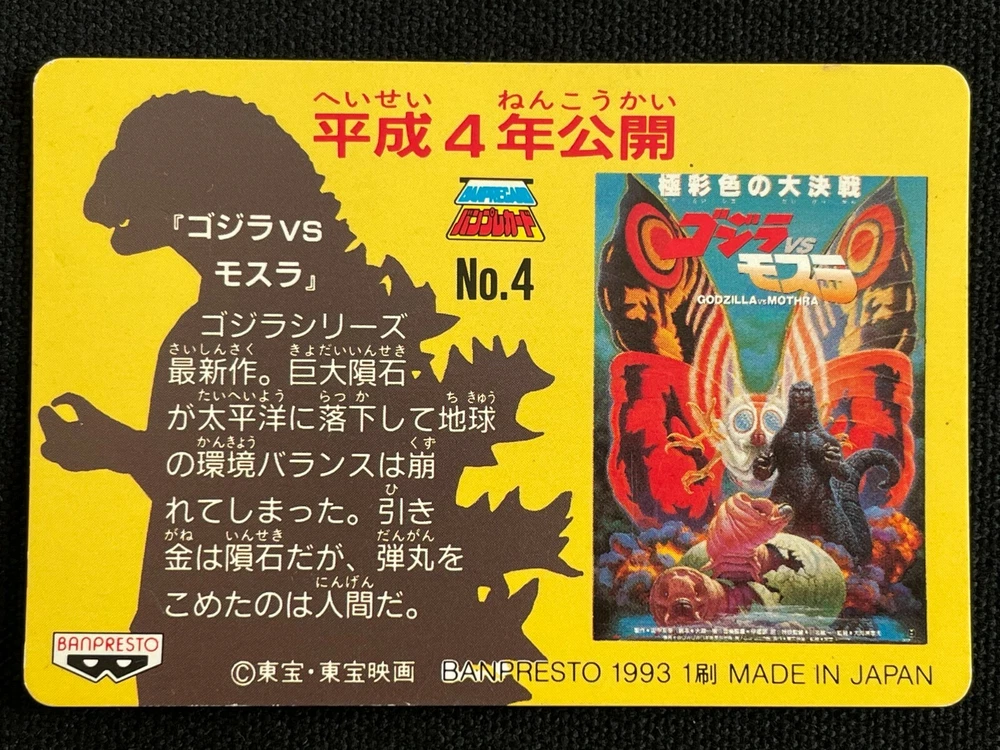 へいせい ねんこうかい
平成4年公開
BANPRECARD
バンプレカード
No.4
『ゴジラVS
モスラ』
ゴジラシリーズ
さいしんさく きょだいいんせき
最新作。巨大隕石
たいへいよう らっか ちきゅう
が太平洋に落下して地球
かんきょう くず
の環境バランスは崩
ひ
れてしまった。引き
がね いんせき だんがん
金は隕石だが、弾丸を
にんげん
こめたのは人間だ。
極彩色の大決戦
ゴジラVS
モスラ
GODZILLA VS MOTHRA
BANPRESTO
©東宝・東宝映画 BANPRESTO 1993 1刷 MADE IN JAPAN